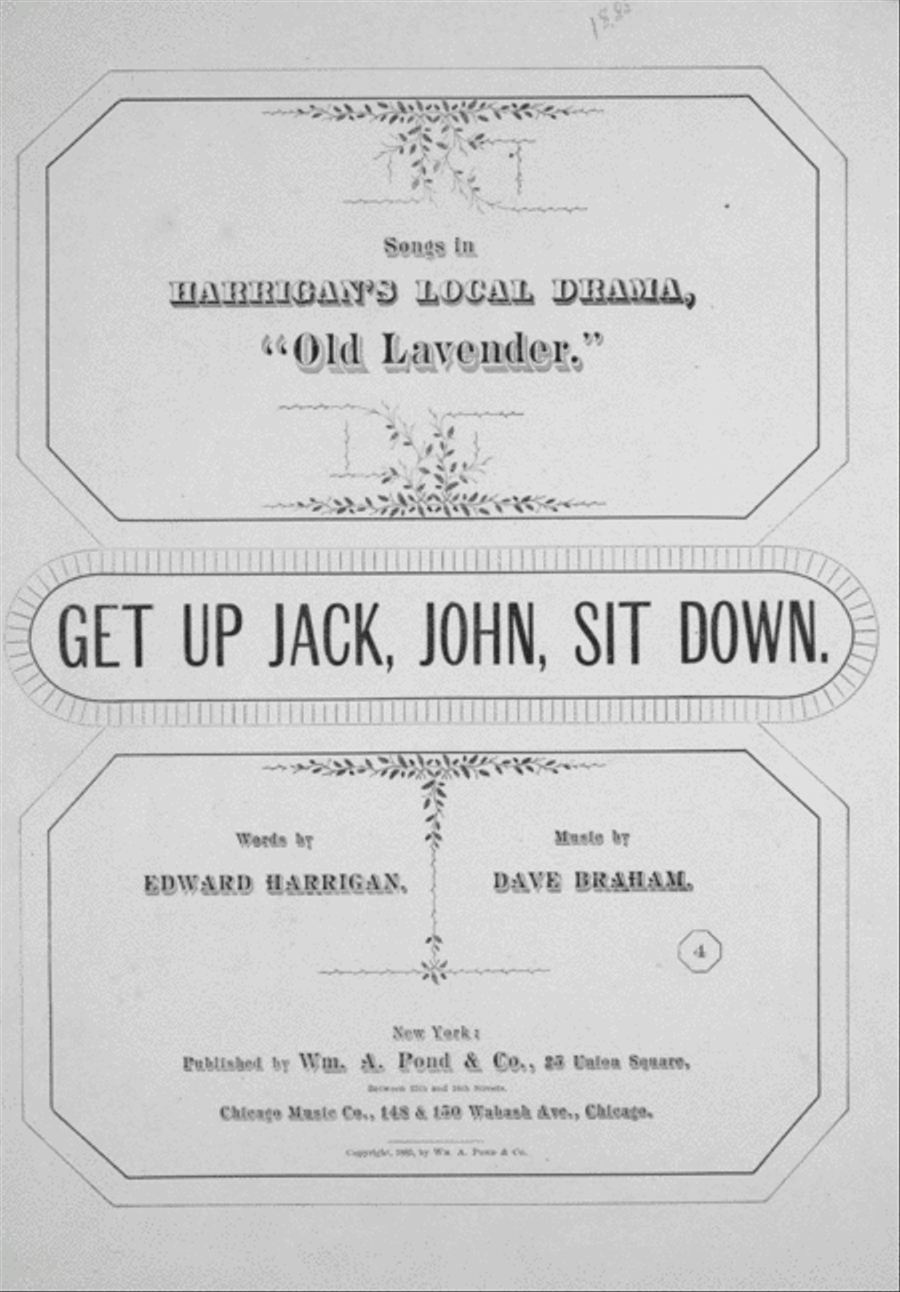 1885
Songs in
HARRIGAN'S LOCAL DRAMA,
“Old Lavender.”
GET UP JACK, JOHN, SIT DOWN.
Words by
EDWARD HARRIGAN.
Music by
DAVE BRAHAM.
4
New York:
Published by Wm. A. Pond & Co., 25 Union Square,
Between 15th and 16th Streets.
Chicago Music Co., 148 & 150 Wabash Ave., Chicago.
Copyright, 1885, by Wm. A. Pond & Co.